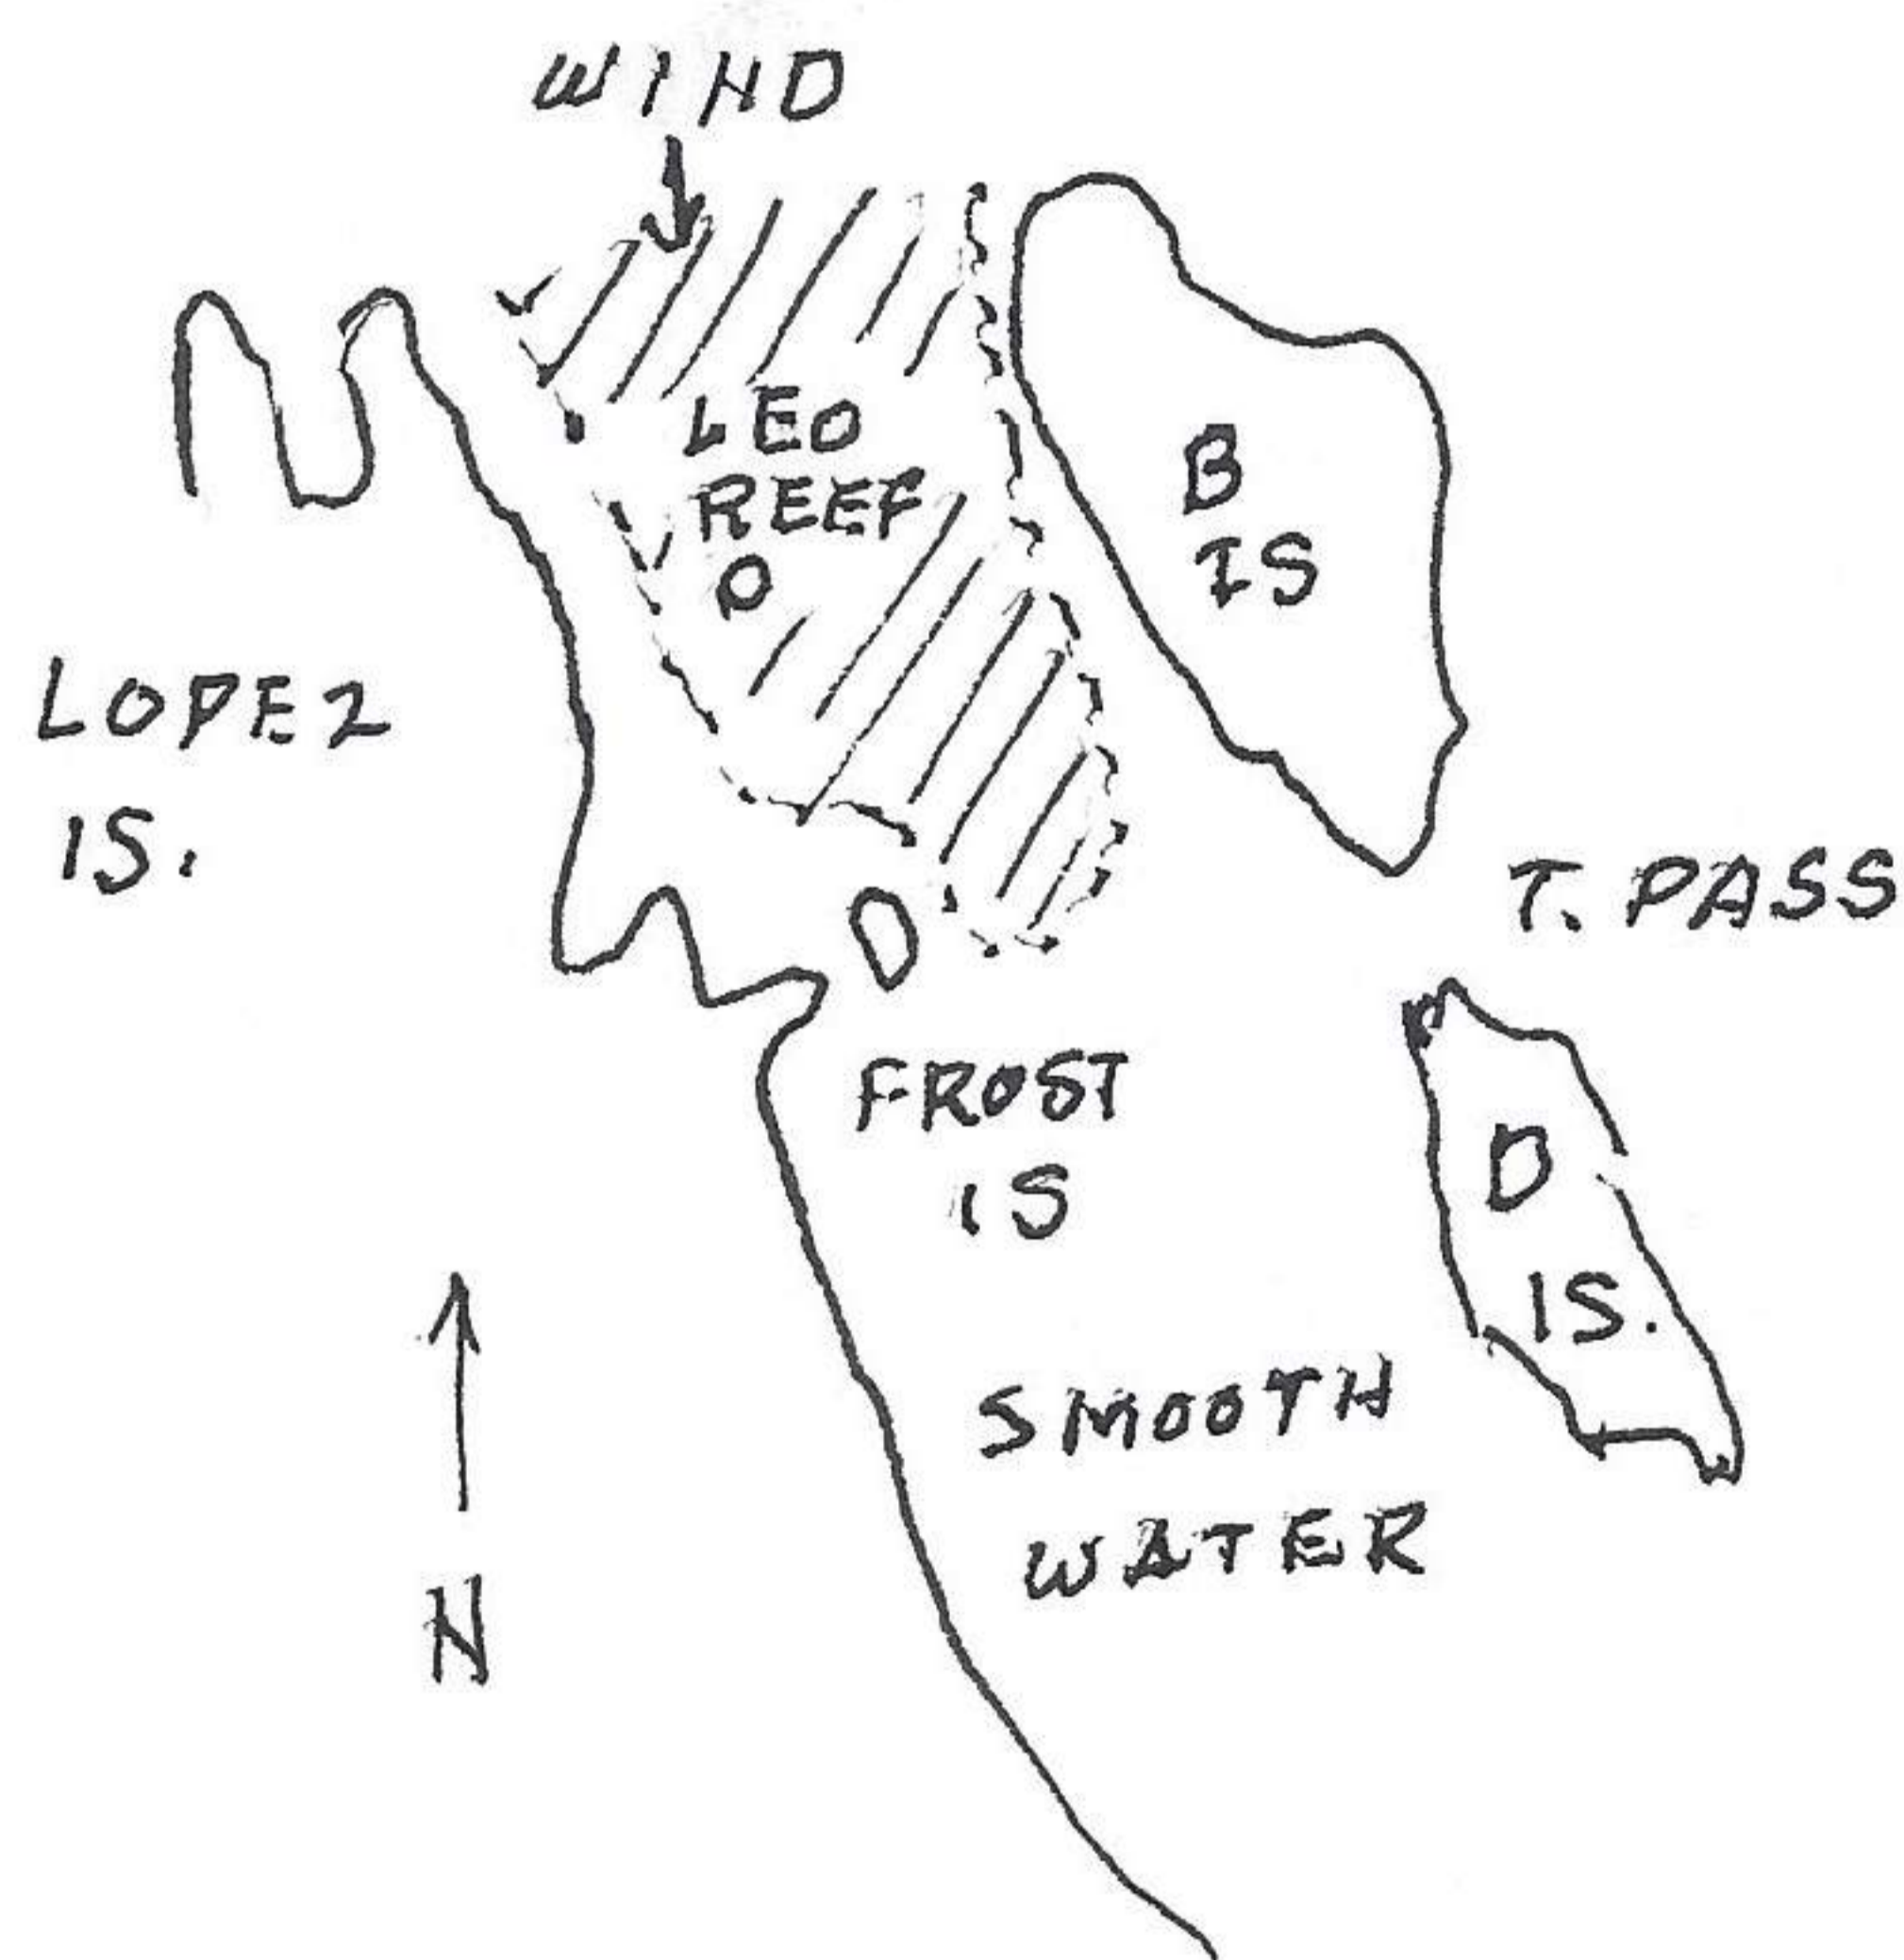 WIND
LEO
REEF
B
IS
LOPEZ
IS.
T. PASS
FROST
IS
D
IS.
SMOOTH
WATER
N